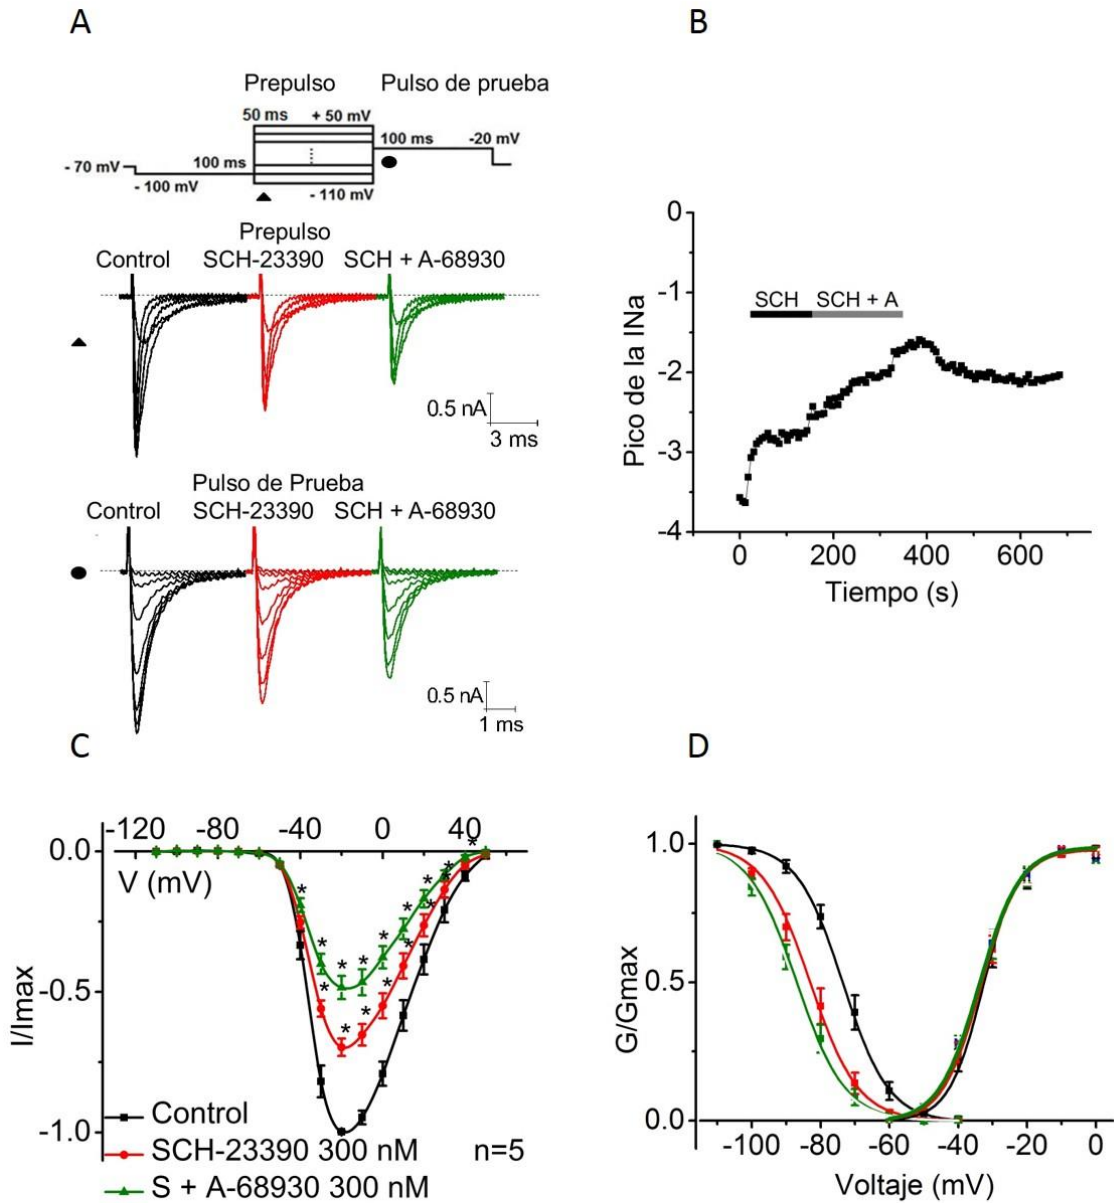 A
B
Prepulso
Pulso de prueba
50 ms
+ 50 mV
100 ms
-20 mV
- 70 mV
100 ms
- 100 mV
- 110 mV
Prepulso
Control
SCH-23390
SCH + A-68930
0.5 nA
3 ms
Pulso de Prueba
Control
SCH-23390
SCH + A-68930
0.5 nA
1 ms
Pico de la INa
0
-1
-2
-3
-4
SCH
SCH + A
0
200
400
600
Tiempo (s)
C
D
-120
-80
-40
0
40
V (mV)
I/Imax
0.0
-0.5
-1.0
* * * * * * * * * * * * * * *
Control
SCH-23390 300 nM
n=5
S + A-68930 300 nM
G/Gmax
1.0
0.5
0.0
-100
-80
-60
-40
-20
0
Voltaje (mV)